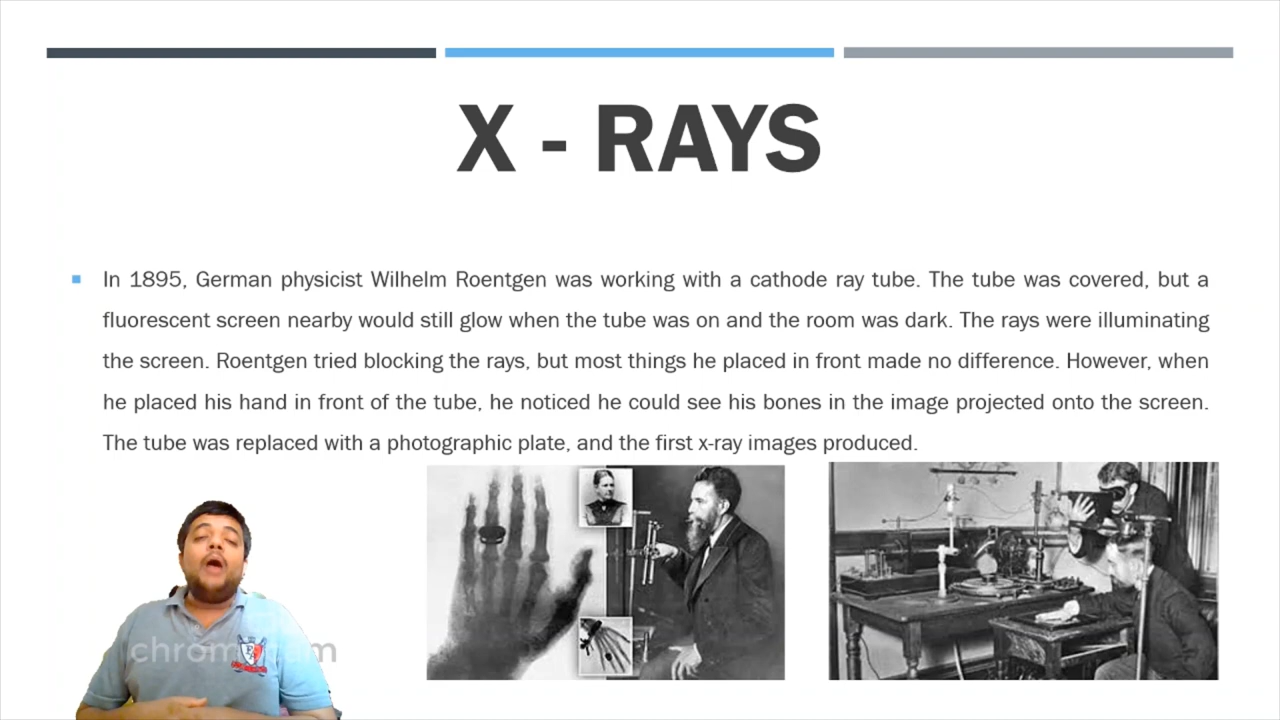 X - RAYS
In 1895, German physicist Wilhelm Roentgen was working with a cathode ray tube. The tube was covered, but a
fluorescent screen nearby would still glow when the tube was on and the room was dark. The rays were illuminating
the screen. Roentgen tried blocking the rays, but most things he placed in front made no difference. However, when
he placed his hand in front of the tube, he noticed he could see his bones in the image projected onto the screen.
The tube was replaced with a photographic plate, and the first x-ray images produced.